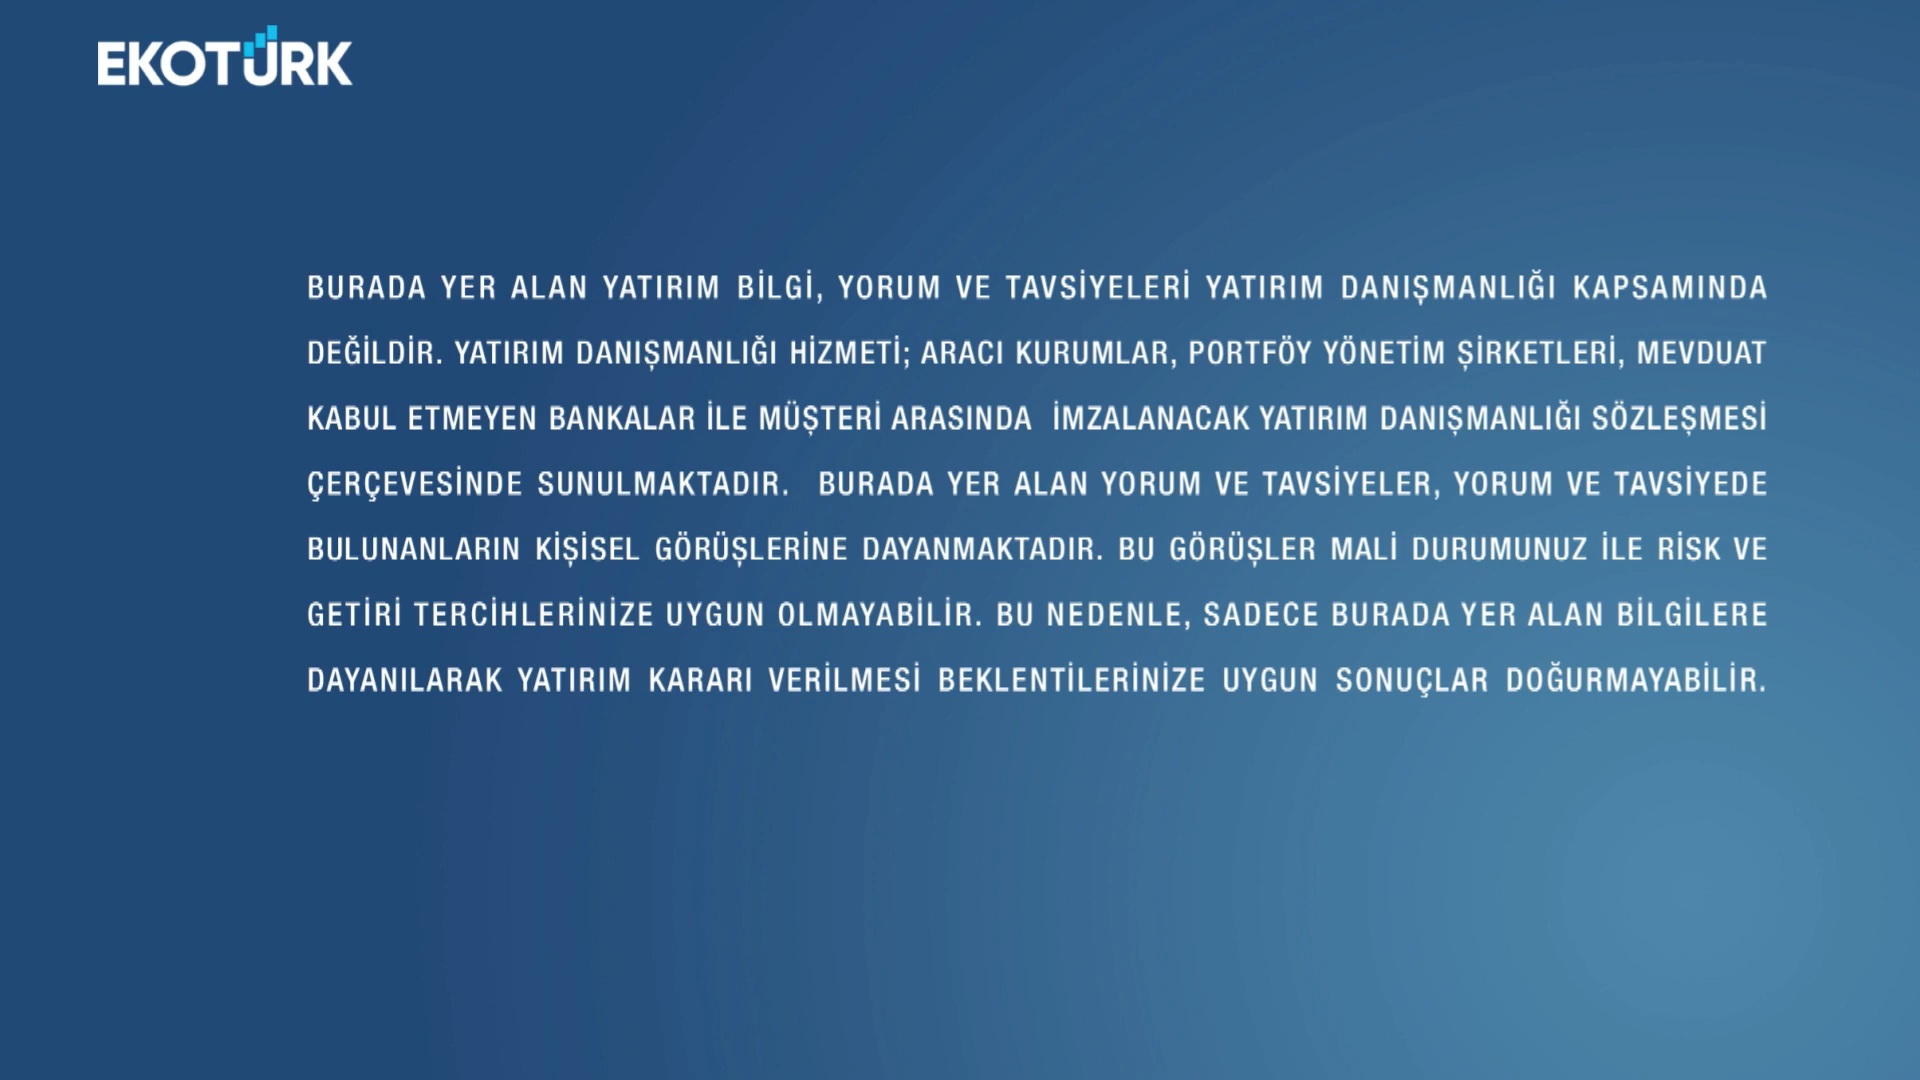 EKOTÜRK
BURADA YER ALAN YATIRIM BİLGİ, YORUM VE TAVSİYELERİ YATIRIM DANIŞMANLIĞI KAPSAMINDA
DEĞİLDİR. YATIRIM DANIŞMANLIĞI HİZMETİ; ARACI KURUMLAR, PORTFÖY YÖNETİM ŞİRKETLERİ, MEVDUAT
KABUL ETMEYEN BANKALAR İLE MÜŞTERİ ARASINDA İMZALANACAK YATIRIM DANIŞMANLIĞI SÖZLEŞMESİ
ÇERÇEVESİNDE SUNULMAKTADIR. BURADA YER ALAN YORUM VE TAVSİYELER, YORUM VE TAVSİYEDE
BULUNANLARIN KİŞİSEL GÖRÜŞLERİNE DAYANMAKTADIR. BU GÖRÜŞLER MALİ DURUMUNUZ İLE RİSK VE
GETİRİ TERCİHLERİNİZE UYGUN OLMAYABİLİR. BU NEDENLE, SADECE BURADA YER ALAN BİLGİLERE
DAYANILARAK YATIRIM KARARI VERİLMESİ BEKLENTİLERİNİZE UYGUN SONUÇLAR DOĞURMAYABİLİR.